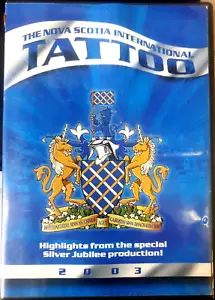 THE NOVA SCOTIA INTERNATIONAL
TATTOO
Highlights from the special
Silver Jubilee production!
2003